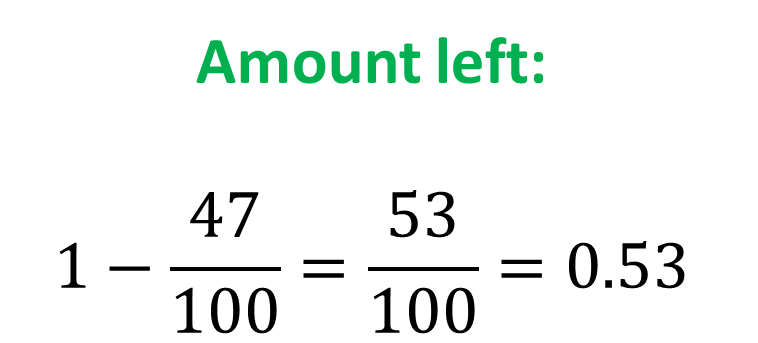 Amount left:
1 − 47/100 = 53/100 = 0.53